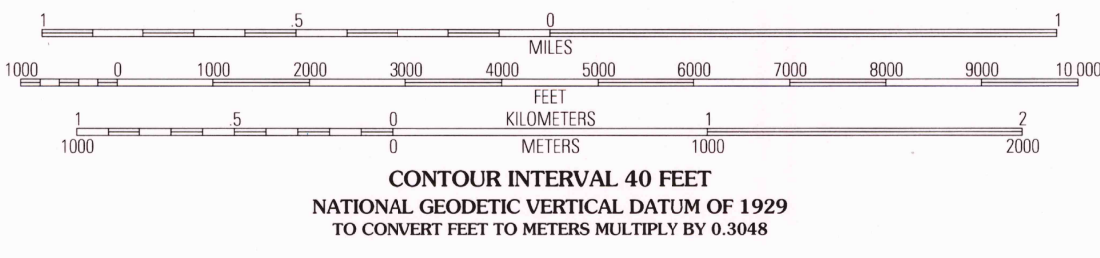 1 .5 0 1
MILES
1000 0 1000 2000 3000 4000 5000 6000 7000 8000 9000 10 000
FEET
1 .5 0 KILOMETERS 1 2
1000 0 METERS 1000 2000
CONTOUR INTERVAL 40 FEET
NATIONAL GEODETIC VERTICAL DATUM OF 1929
TO CONVERT FEET TO METERS MULTIPLY BY 0.3048